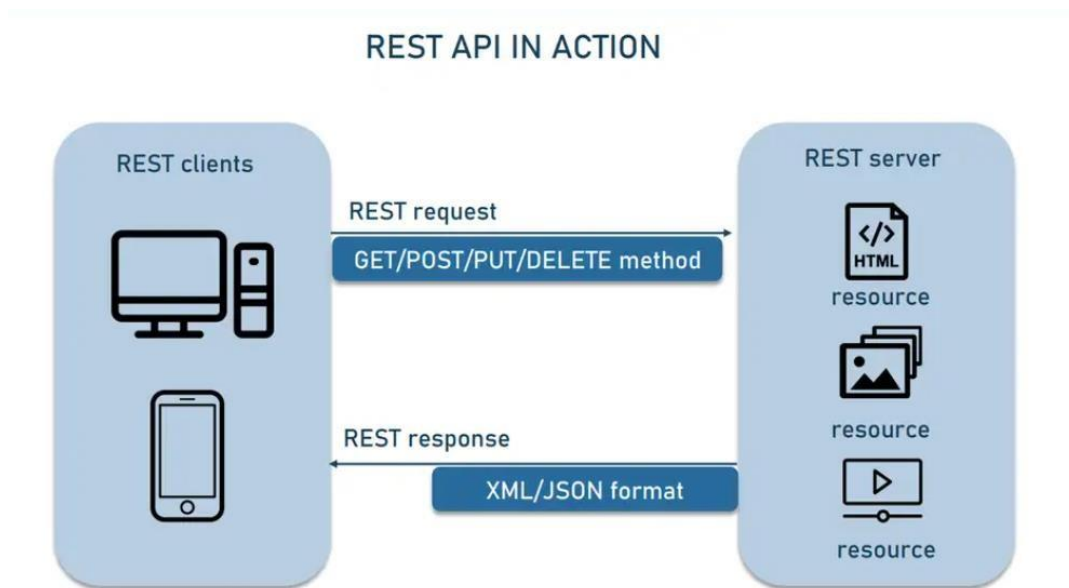 REST API IN ACTION
REST clients
REST server
REST request
GET/POST/PUT/DELETE method
</>
HTML
resource
resource
REST response
XML/JSON format
resource